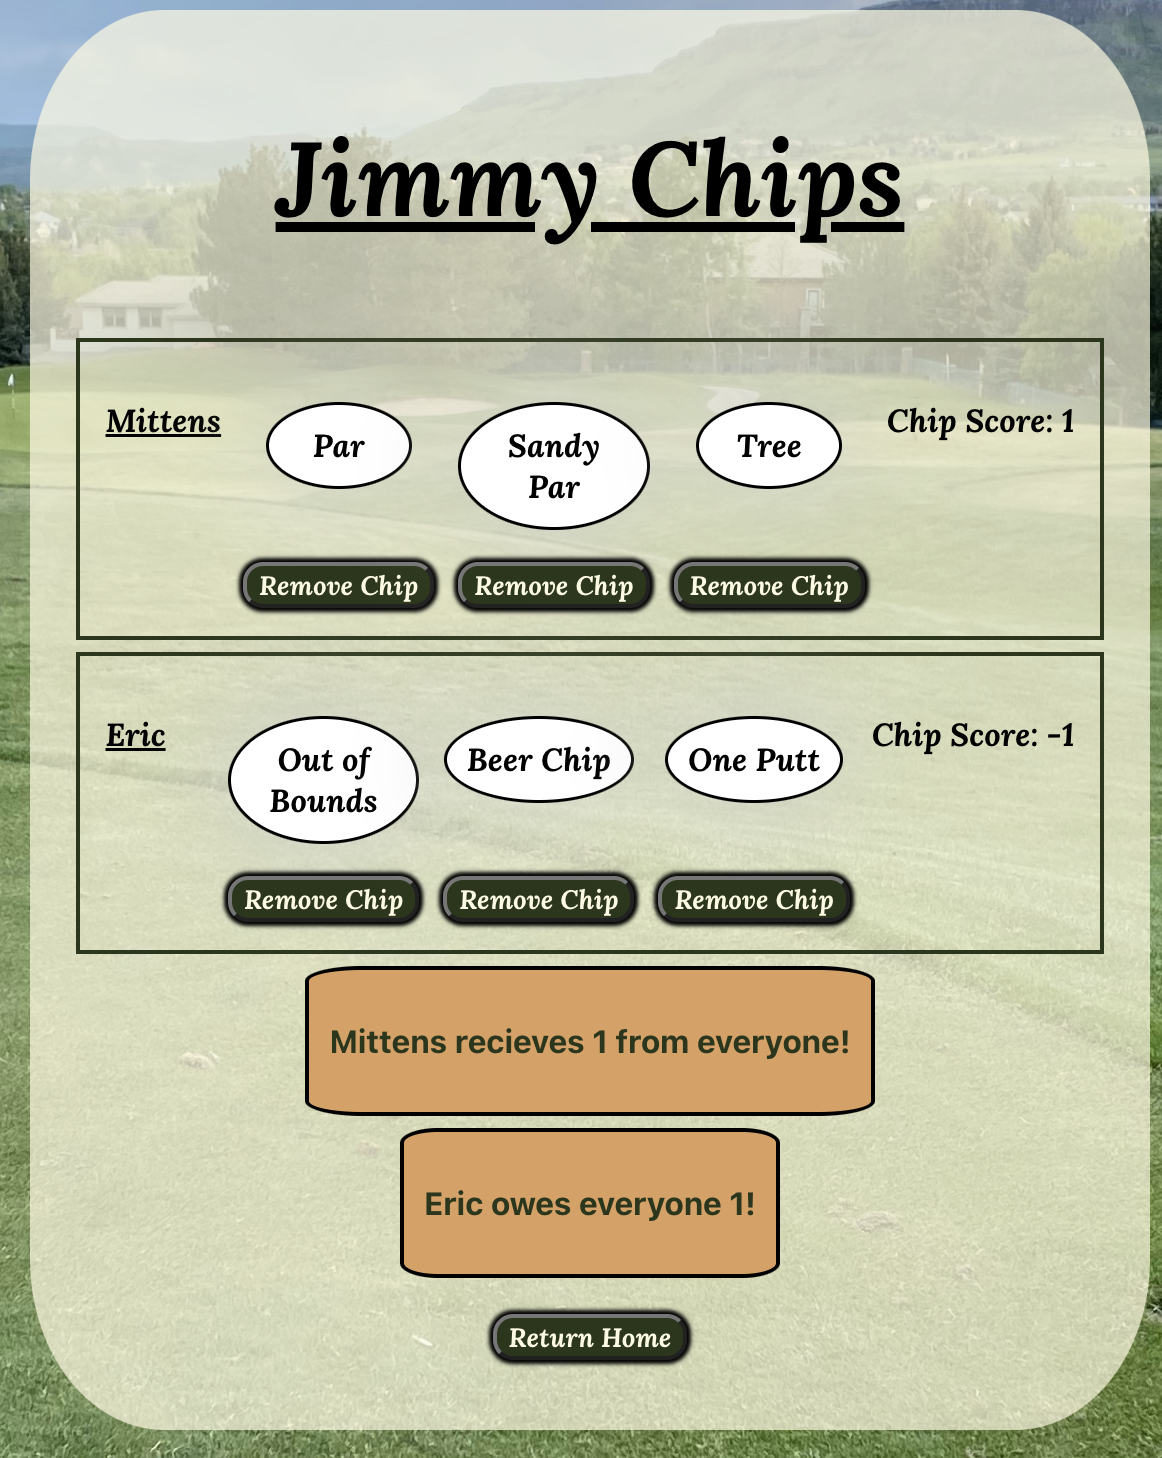 Jimmy Chips
Mittens
Par
Sandy
Par
Tree
Chip Score: 1
Remove Chip
Remove Chip
Remove Chip
Eric
Out of
Bounds
Beer Chip
One Putt
Chip Score: -1
Remove Chip
Remove Chip
Remove Chip
Mittens recieves 1 from everyone!
Eric owes everyone 1!
Return Home